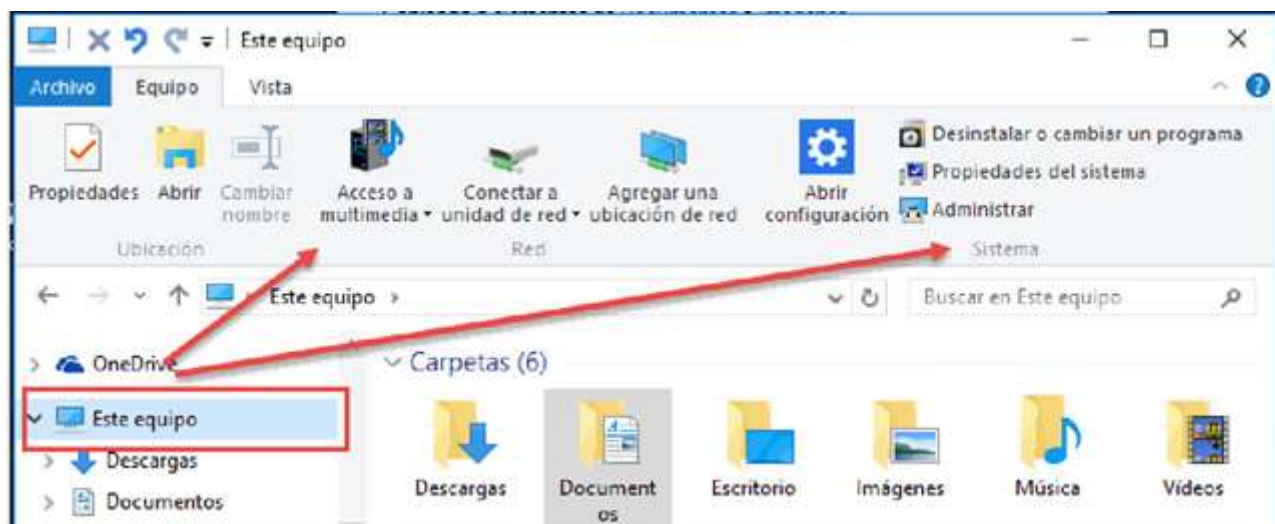 Este equipo
Archivo Equipo Vista
Desinstalar o cambiar un programa
Propiedades del sistema
Administrar
Propiedades Abrir Cambiar nombre
Acceso a multimedia Conectar a unidad de red Agregar una ubicación de red
Abrir configuración
Ubicación Red Sistema
Este equipo
Buscar en Este equipo
OneDrive
Este equipo
Descargas
Documentos
Carpetas (6)
Descargas Document
os Escritorio Imágenes Música Vídeos